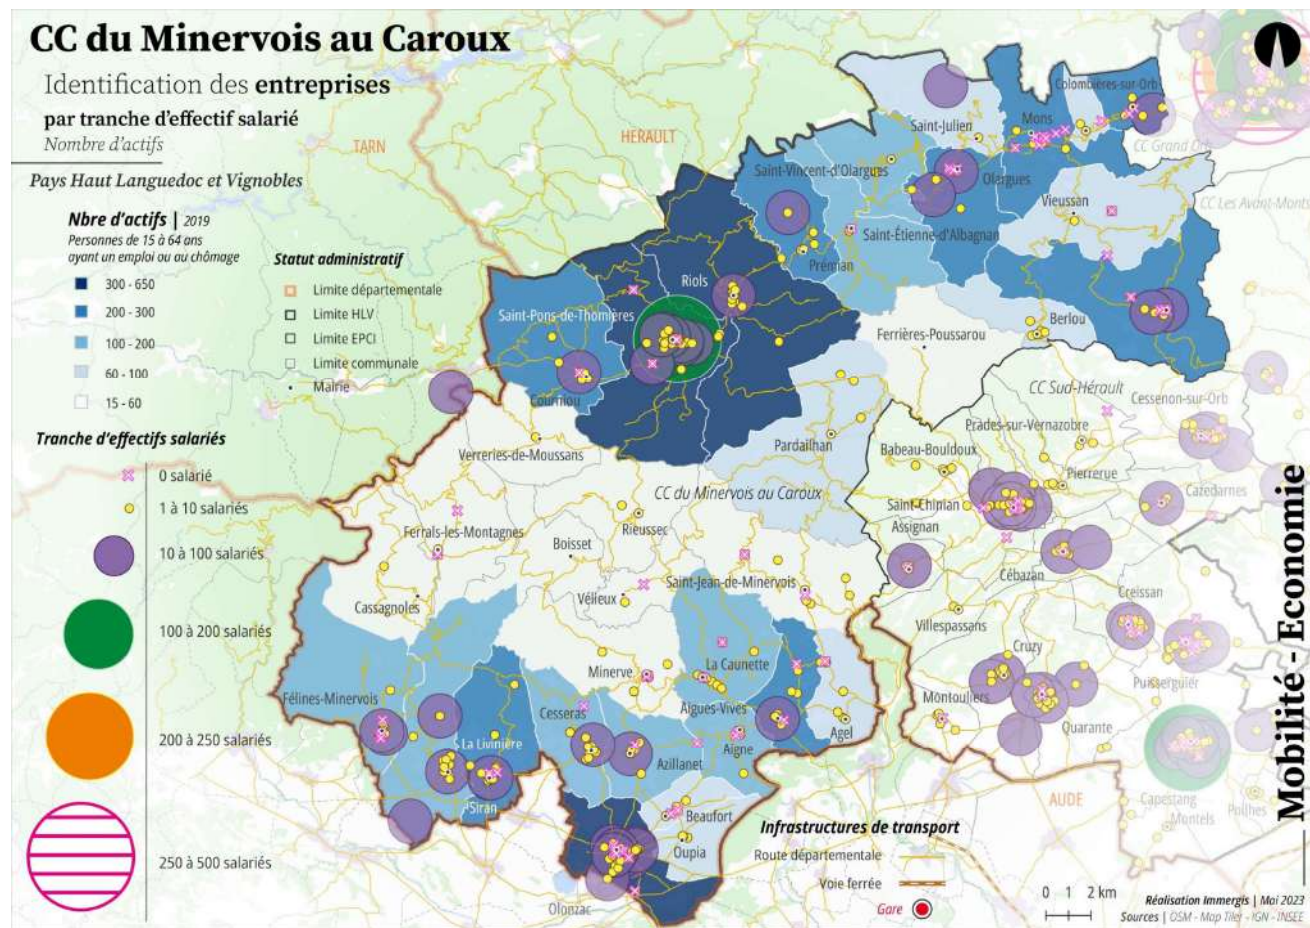 CC du Minervois au Caroux
Identification des entreprises
par tranche d'effectif salarié
Nombre d'actifs
Pays Haut Languedoc et Vignobles
Nbre d'actifs | 2019
Personnes de 15 à 64 ans
ayant un emploi ou au chômage
300 - 650
200 - 300
100 - 200
60 - 100
15 - 60
Statut administratif
Limite départementale
Limite HLV
Limite EPCI
Limite communale
Mairie
Tranche d'effectifs salariés
0 salarié
1 à 10 salariés
10 à 100 salariés
100 à 200 salariés
200 à 250 salariés
250 à 500 salariés
TARN
HERAULT
Colombières-sur-Orb
Mons
Saint-Julien
CC Grand Orb
Saint-Vincent-d'Olargues
Olargues
CC Les Avant-Monts
Vieussan
Saint-Étienne-d'Albagnan
Prémian
Riols
Saint-Pons-de-Thomières
Berlou
Ferrières-Poussarou
Courniou
CC Sud-Hérault
Cessenon-sur-Orb
Prades-sur-Vernazobre
Pardailhan
Babeau-Bouldoux
Verreries-de-Moussans
Pierrerue
CC du Minervois au Caroux
Cazedarnes
Saint-Chinian
Ferrals-les-Montagnes
Rieussec
Assignan
Boisset
Cébazan
Saint-Jean-de-Minervois
Creissan
Cassagnoles
Vélieux
Villespassans
Cruzy
Minerve
La Caunette
Puisserguier
Félines-Minervois
Montouliers
Cesseras
Aigues-Vives
Quarante
Agel
Aigne
La Livinière
Azillanet
Siran
AUDE
Capestang
Poilhes
Montels
Beaufort
Oupia
Olonzac
Infrastructures de transport
Route départementale
Voie ferrée
Gare
0 1 2 km
Réalisation Immergis | Mai 2023
Sources | OSM - Map Tiler - IGN - INSEE
Mobilité - Economie